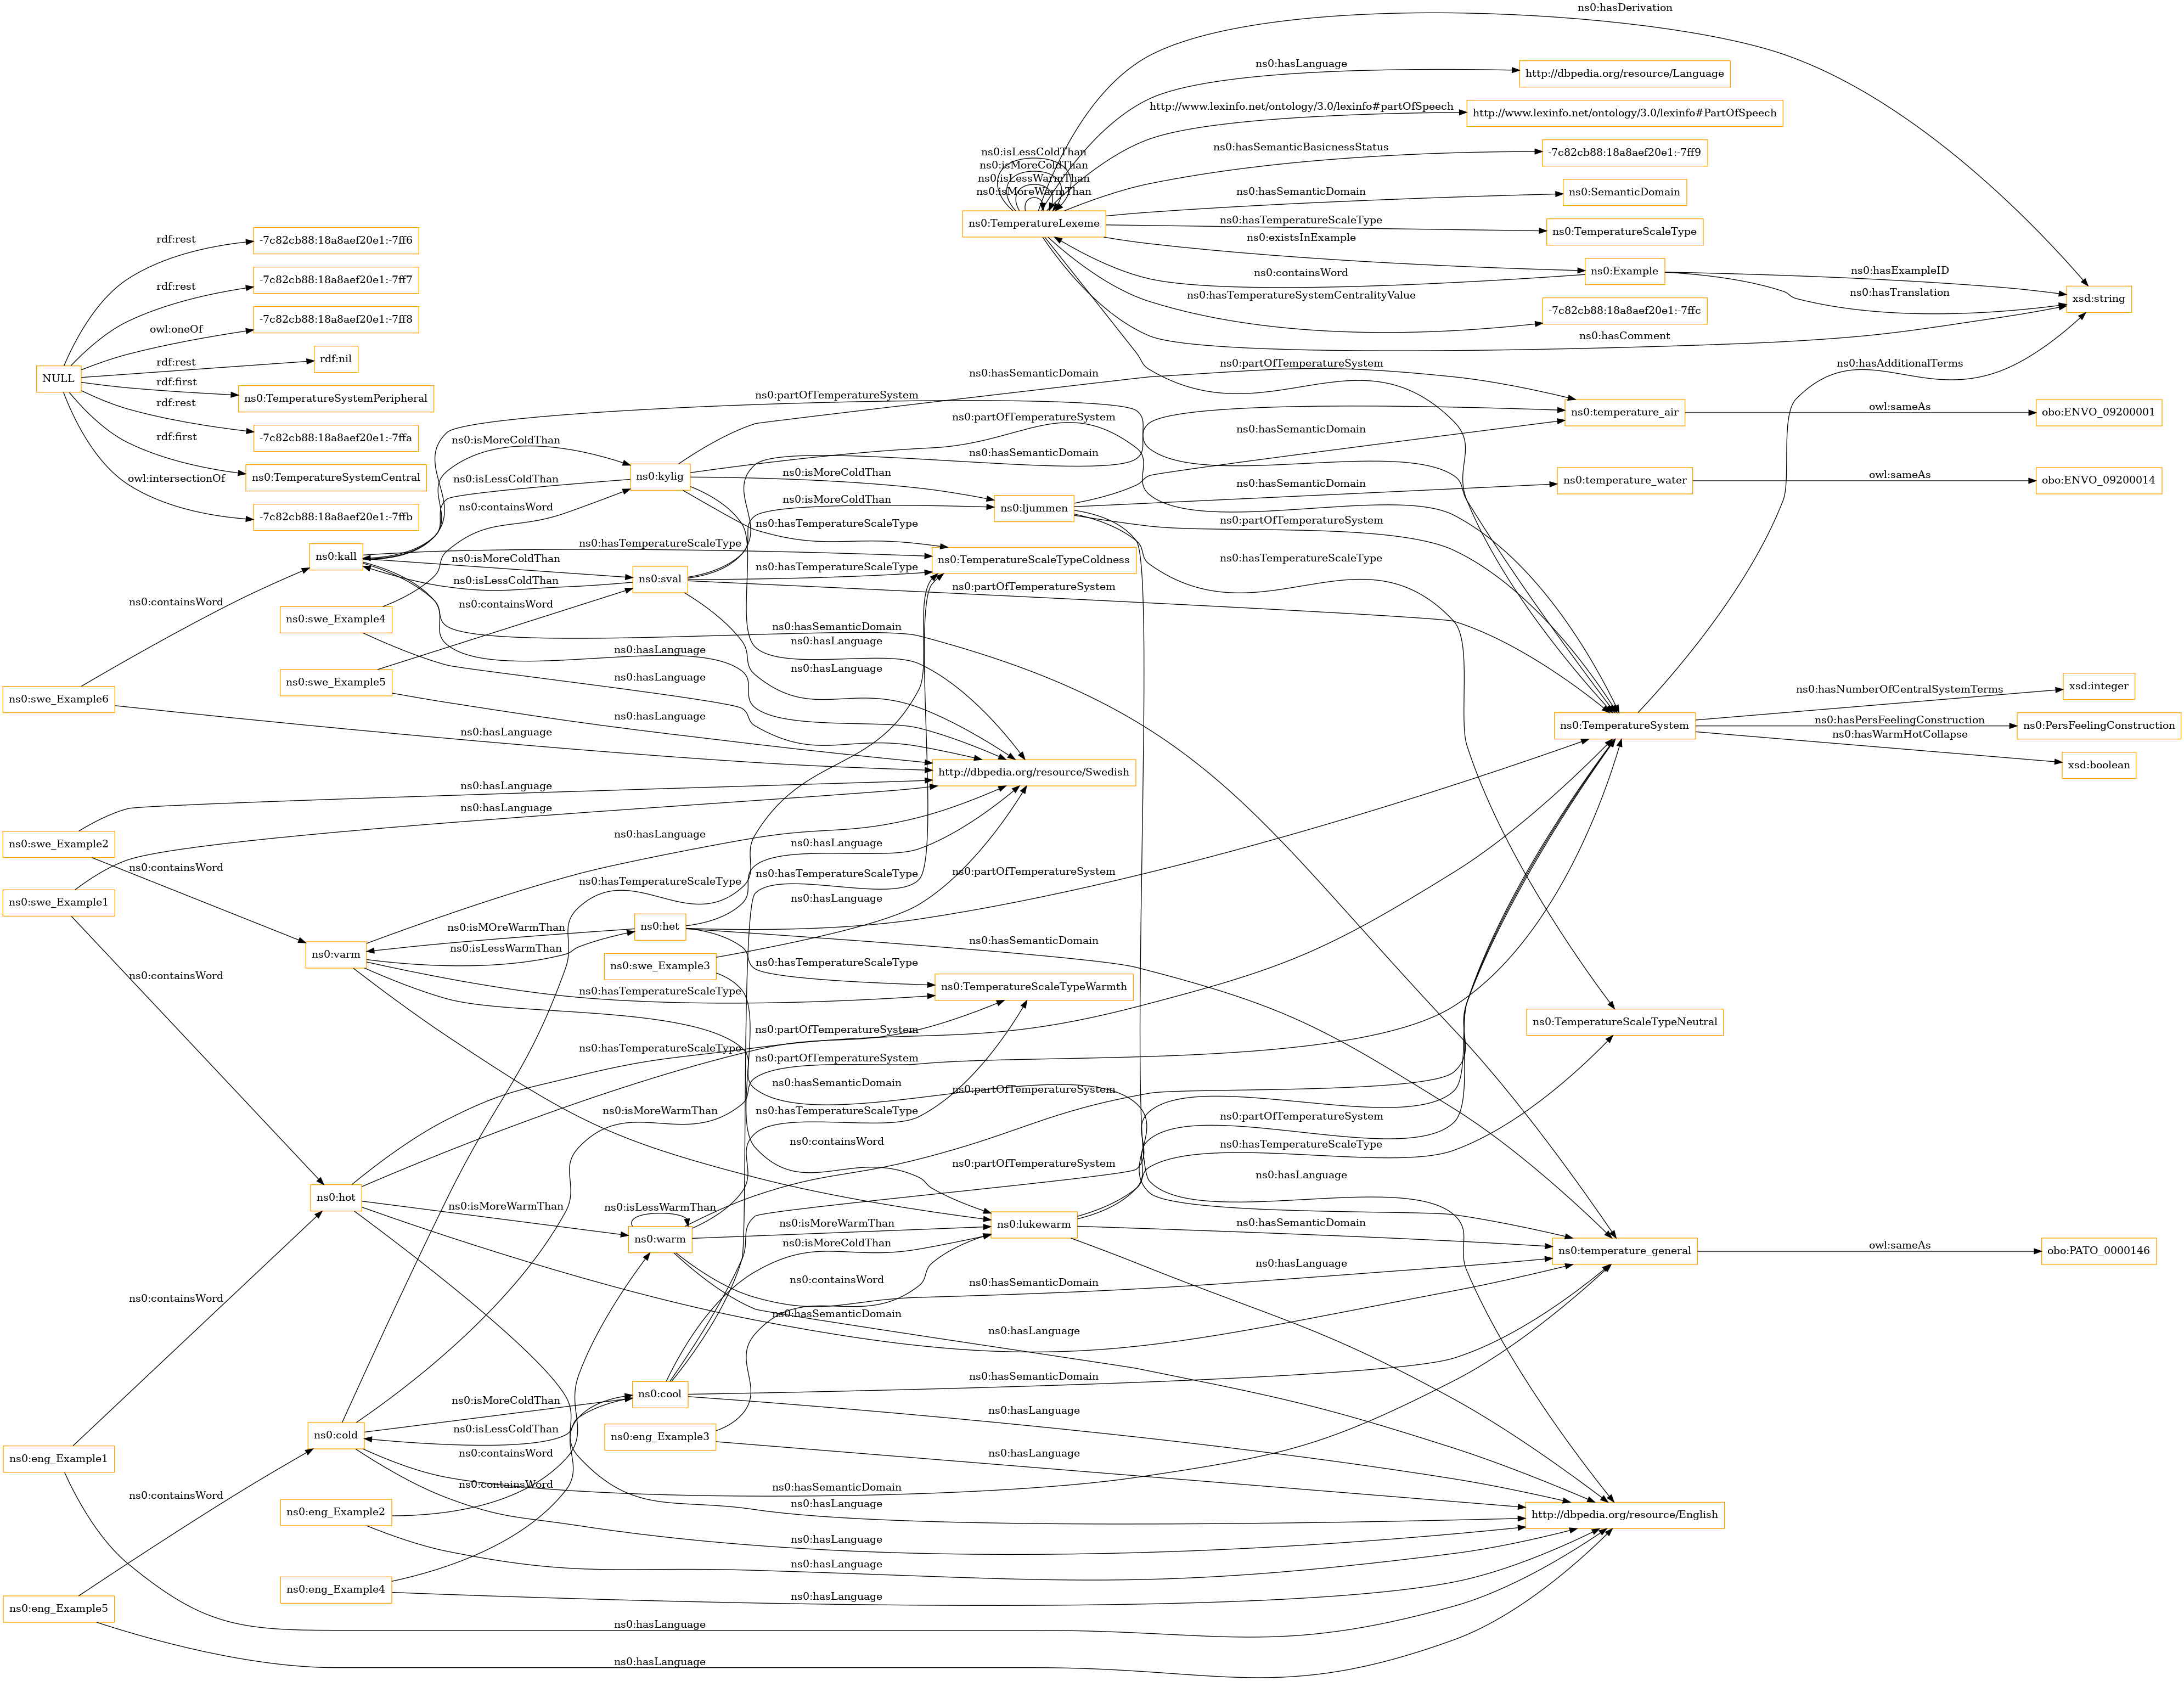 ns0:hasDerivation
ns0:hasLanguage
http://dbpedia.org/resource/Language
http://www.lexinfo.net/ontology/3.0/lexinfo#partOfSpeech
http://www.lexinfo.net/ontology/3.0/lexinfo#PartOfSpeech
ns0:isLessColdThan
ns0:isMoreColdThan
ns0:isLessWarmThan
ns0:isMoreWarmThan
ns0:hasSemanticBasicnessStatus
-7c82cb88:18a8aef20e1:-7ff9
ns0:hasSemanticDomain
ns0:SemanticDomain
ns0:TemperatureLexeme
ns0:hasTemperatureScaleType
ns0:TemperatureScaleType
ns0:existsInExample
ns0:containsWord
ns0:Example
ns0:hasExampleID
ns0:hasTranslation
xsd:string
ns0:hasTemperatureSystemCentralityValue
-7c82cb88:18a8aef20e1:-7ffc
ns0:hasComment
rdf:rest
-7c82cb88:18a8aef20e1:-7ff6
rdf:rest
-7c82cb88:18a8aef20e1:-7ff7
owl:oneOf
-7c82cb88:18a8aef20e1:-7ff8
rdf:rest
rdf:nil
NULL
rdf:first
ns0:TemperatureSystemPeripheral
rdf:rest
-7c82cb88:18a8aef20e1:-7ffa
rdf:first
ns0:TemperatureSystemCentral
owl:intersectionOf
-7c82cb88:18a8aef20e1:-7ffb
ns0:hasSemanticDomain
ns0:partOfTemperatureSystem
ns0:hasAdditionalTerms
ns0:partOfTemperatureSystem
ns0:partOfTemperatureSystem
ns0:temperature_air
owl:sameAs
obo:ENVO_09200001
ns0:isMoreColdThan
ns0:hasSemanticDomain
ns0:hasSemanticDomain
ns0:kylig
ns0:isLessColdThan
ns0:isMoreColdThan
ns0:hasSemanticDomain
ns0:temperature_water
owl:sameAs
obo:ENVO_09200014
ns0:containsWord
ns0:isMoreColdThan
ns0:ljummen
ns0:partOfTemperatureSystem
ns0:hasTemperatureScaleType
ns0:kall
ns0:hasTemperatureScaleType
ns0:TemperatureScaleTypeColdness
ns0:hasTemperatureScaleType
ns0:isMoreColdThan
ns0:isLessColdThan
ns0:sval
ns0:hasTemperatureScaleType
ns0:partOfTemperatureSystem
ns0:containsWord
ns0:containsWord
ns0:swe_Example4
ns0:hasSemanticDomain
ns0:hasLanguage
ns0:hasLanguage
ns0:hasLanguage
ns0:swe_Example5
ns0:hasLanguage
ns0:swe_Example6
ns0:hasLanguage
ns0:hasLanguage
ns0:TemperatureSystem
ns0:hasNumberOfCentralSystemTerms
xsd:integer
ns0:hasPersFeelingConstruction
ns0:PersFeelingConstruction
ns0:hasWarmHotCollapse
xsd:boolean
http://dbpedia.org/resource/Swedish
ns0:hasLanguage
ns0:hasLanguage
ns0:swe_Example2
ns0:hasLanguage
ns0:hasLanguage
ns0:containsWord
ns0:hasTemperatureScaleType
ns0:hasTemperatureScaleType
ns0:partOfTemperatureSystem
ns0:swe_Example1
ns0:hasLanguage
ns0:het
ns0:isMOreWarmThan
ns0:isLessWarmThan
ns0:varm
ns0:hasSemanticDomain
ns0:swe_Example3
ns0:hasTemperatureScaleType
ns0:containsWord
ns0:hasTemperatureScaleType
ns0:TemperatureScaleTypeWarmth
ns0:TemperatureScaleTypeNeutral
ns0:partOfTemperatureSystem
ns0:hasTemperatureScaleType
ns0:partOfTemperatureSystem
ns0:hasSemanticDomain
ns0:partOfTemperatureSystem
ns0:isMoreWarmThan
ns0:hasTemperatureScaleType
ns0:partOfTemperatureSystem
ns0:containsWord
ns0:hasTemperatureScaleType
ns0:partOfTemperatureSystem
ns0:hasLanguage
ns0:hot
ns0:isMoreWarmThan
ns0:isLessWarmThan
ns0:warm
ns0:isMoreWarmThan
ns0:lukewarm
ns0:hasSemanticDomain
ns0:isMoreColdThan
ns0:temperature_general
owl:sameAs
obo:PATO_0000146
ns0:hasLanguage
ns0:containsWord
ns0:hasSemanticDomain
ns0:containsWord
ns0:hasSemanticDomain
ns0:hasLanguage
ns0:hasSemanticDomain
ns0:cool
ns0:isMoreColdThan
ns0:hasLanguage
ns0:isLessColdThan
ns0:cold
ns0:eng_Example3
ns0:hasLanguage
ns0:eng_Example1
ns0:containsWord
ns0:containsWord
ns0:hasSemanticDomain
ns0:containsWord
ns0:hasLanguage
ns0:eng_Example2
http://dbpedia.org/resource/English
ns0:hasLanguage
ns0:hasLanguage
ns0:eng_Example4
ns0:hasLanguage
ns0:eng_Example5
ns0:hasLanguage
ns0:hasLanguage